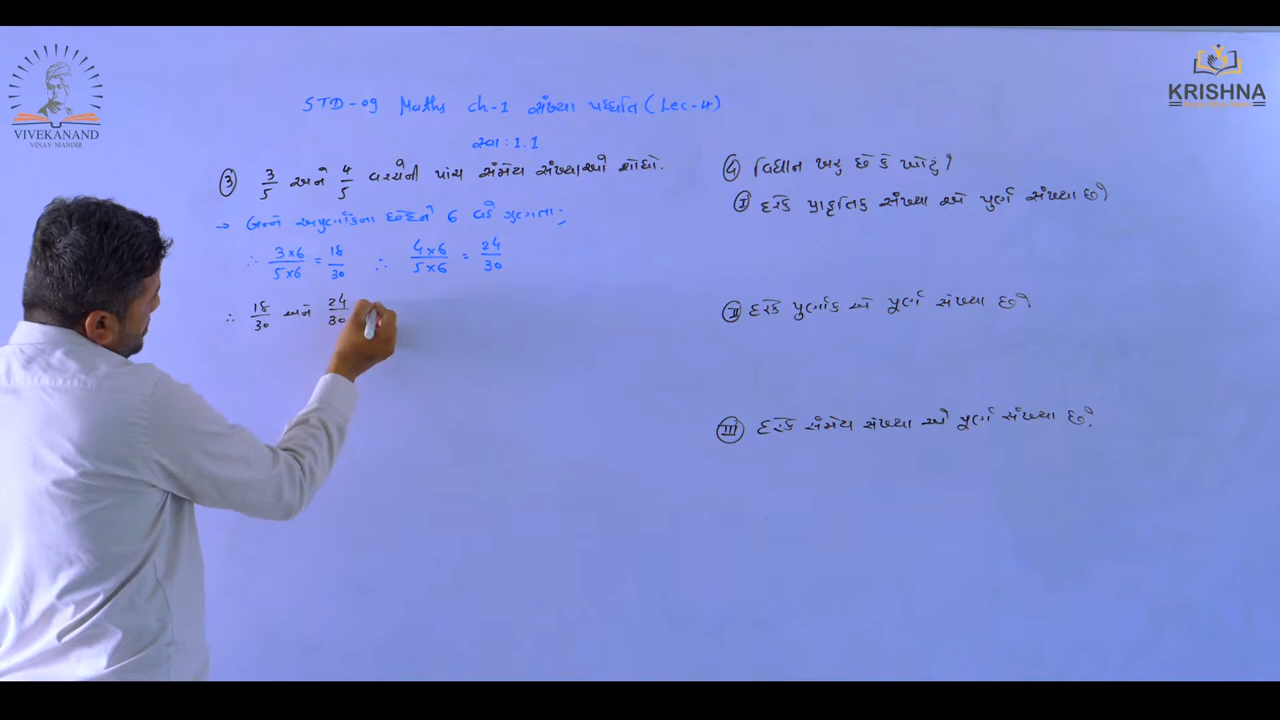 VIVEKANAND
VINAY MANDIR
KRISHNA
STD-09 Maths ch-1 સંખ્યા પદ્ધતિ (Lec-4)
સ્વા: 1.1
③ 3/5 અને 4/5 વચ્ચેની પાંચ સંમેય સંખ્યાઓ શોધો.
→ બન્ને અપુર્ણાંકના છેદને 6 વડે ગુણતા:
∴ 3×6/5×6 = 18/30 ∴ 4×6/5×6 = 24/30
∴ 18/30 અને 24/30
④ વિધાન ખરુ છે કે ખોટું?
Ⅰ દરેક પ્રાકૃતિક સંખ્યા એ પુર્ણ સંખ્યા છે?
Ⅱ દરેક પુર્ણાંક એ પૂર્ણ સંખ્યા છે?
Ⅲ દરેક સંમેય સંખ્યા એ પૂર્ણ સંખ્યા છે?